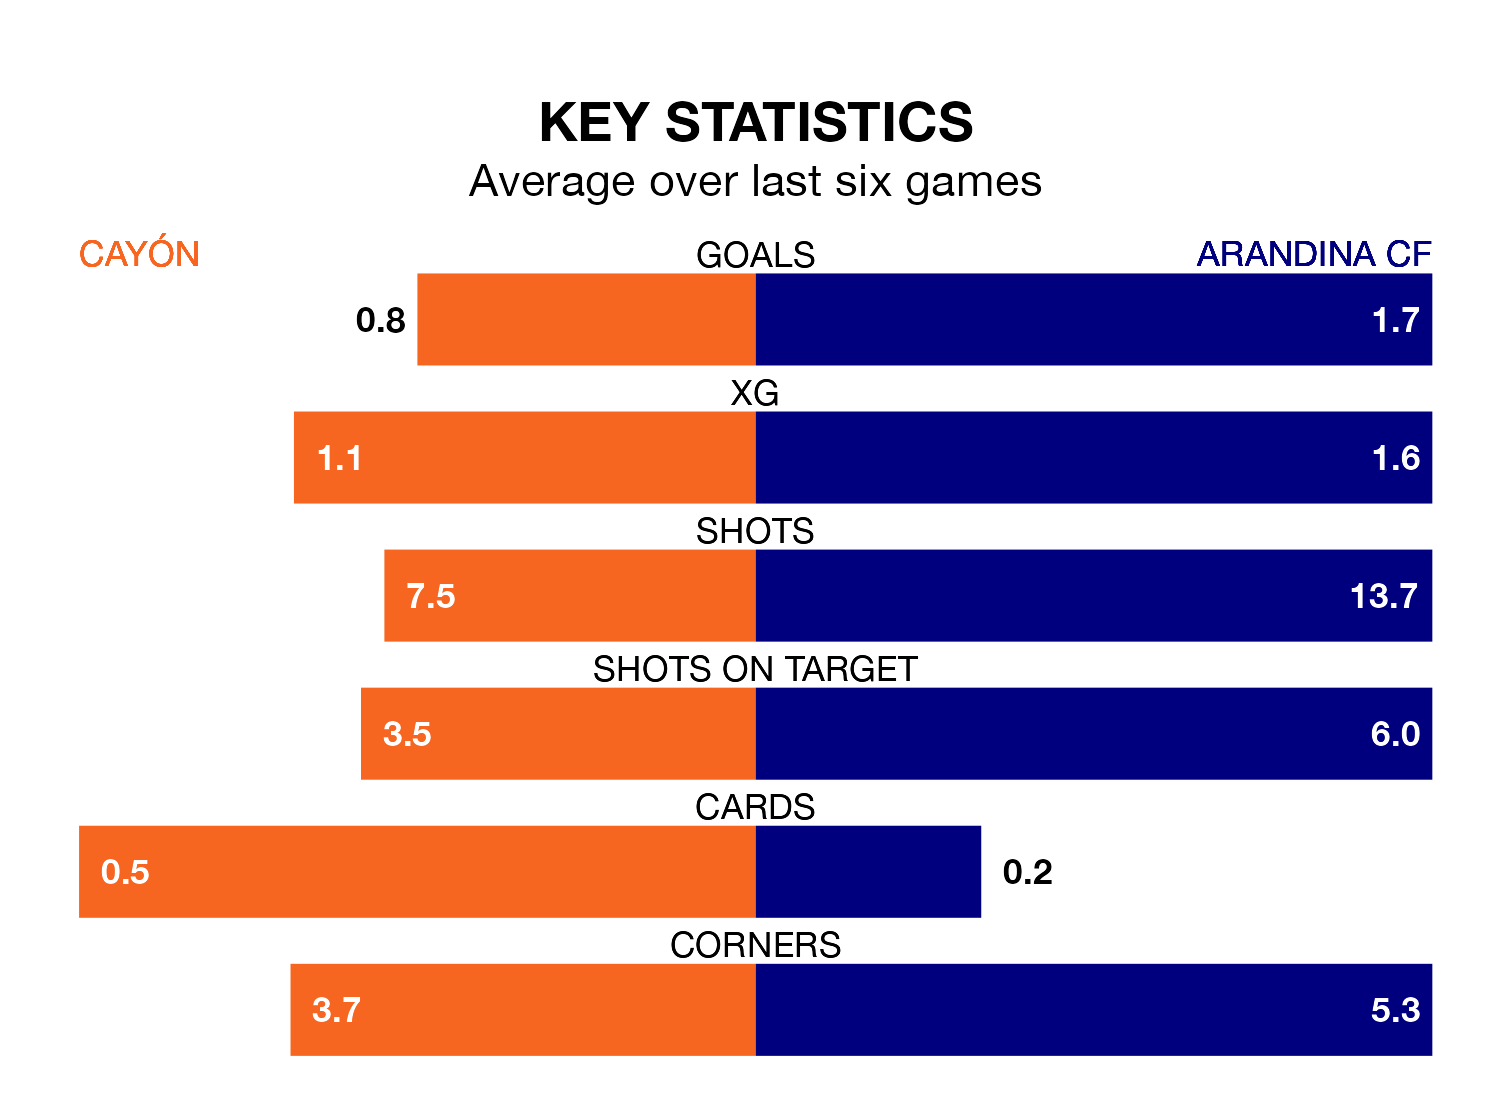 KEY STATISTICS
Average over last six games
CAYÓN GOALS ARANDINA CF
0.8 1.7
XG
1.1 1.6
SHOTS
7.5 13.7
SHOTS ON TARGET
3.5 6.0
CARDS
0.5 0.2
CORNERS
3.7 5.3